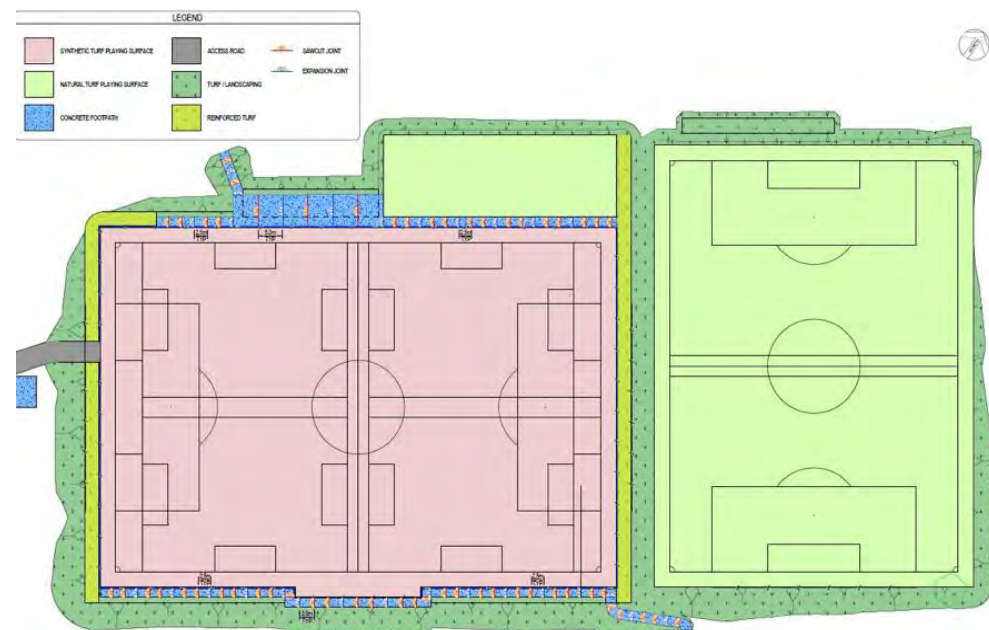 LEGEND
SYNTHETIC TURF PLAYING SURFACE
ACCESS ROAD
SAWCUT JOINT
NATURAL TURF PLAYING SURFACE
TURF / LANDSCAPING
EXPANSION JOINT
CONCRETE FOOTPATH
REINFORCED TURF